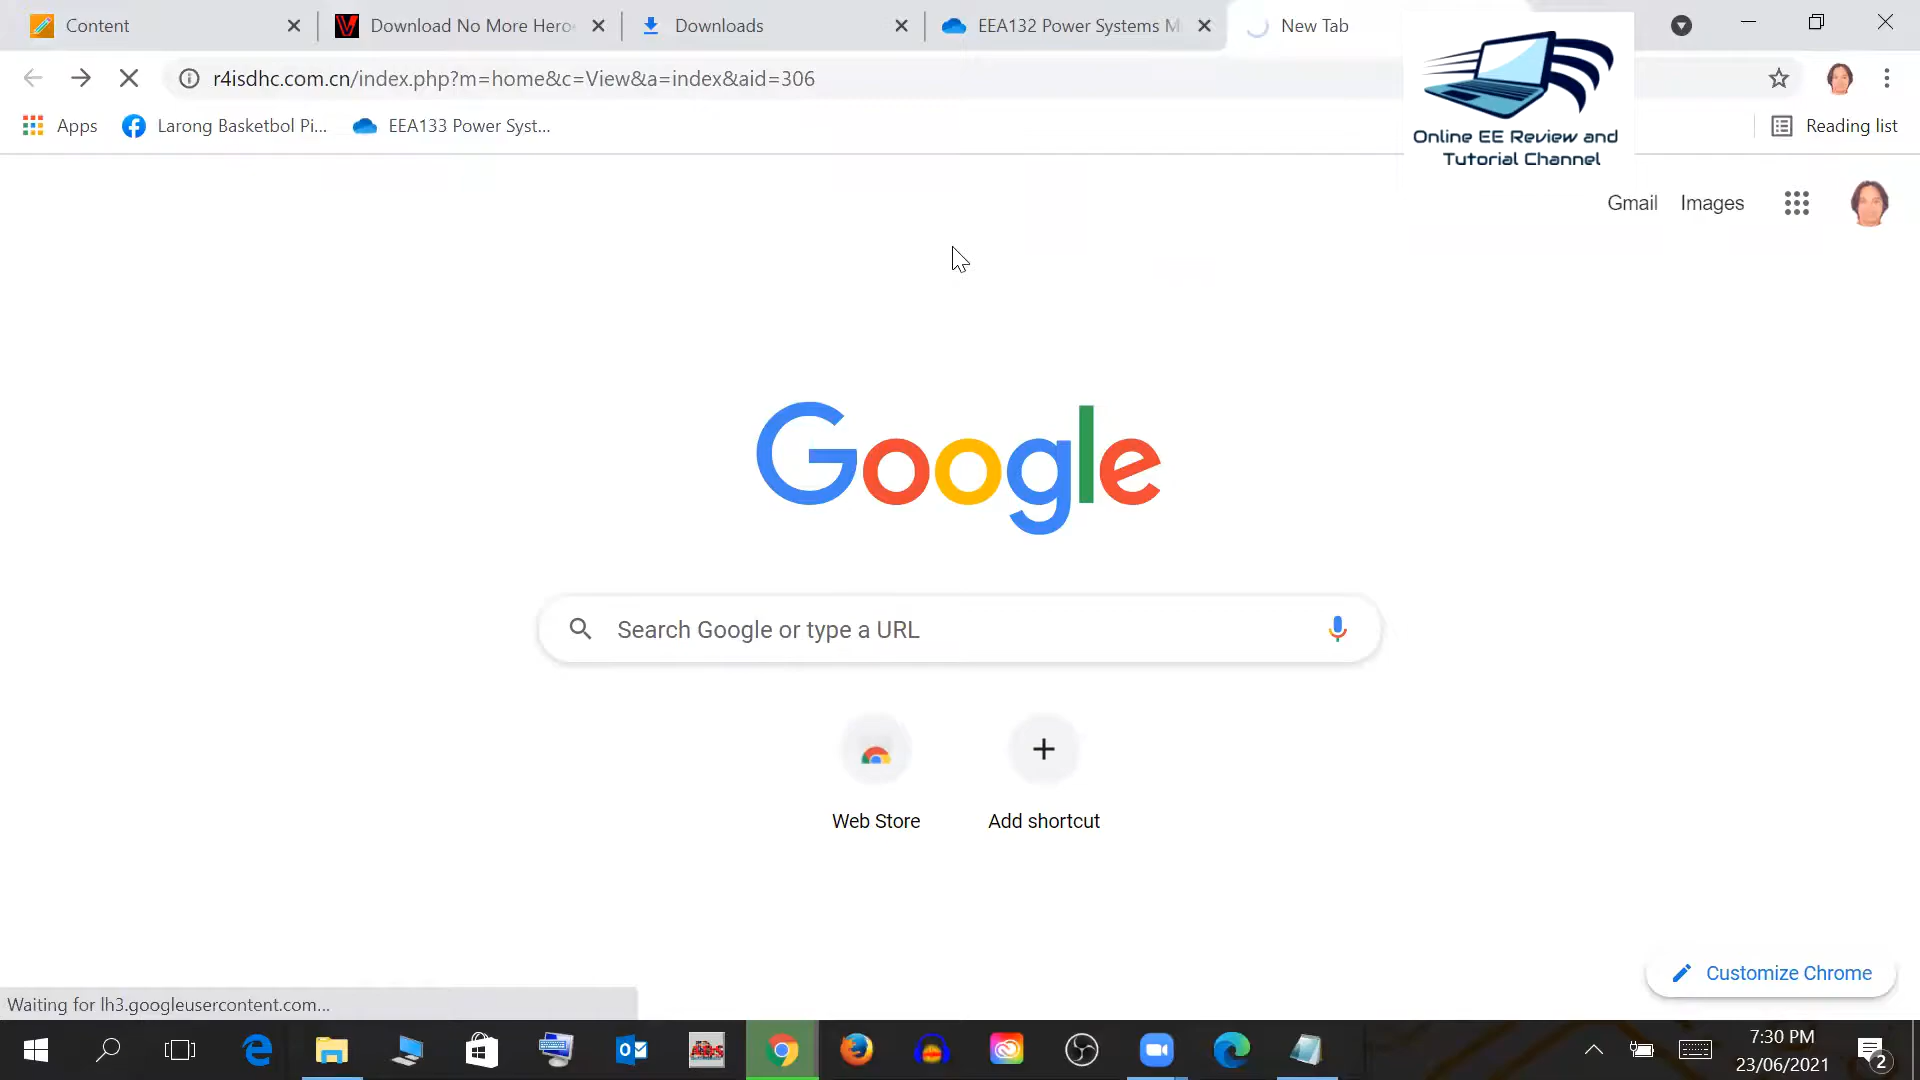 Content
Download No More Hero
Downloads
EEA132 Power Systems M
New Tab
r4isdhc.com.cn/index.php?m=home&c=View&a=index&aid=306
Apps
Larong Basketbol Pi...
EEA133 Power Syst...
Reading list
Online EE Review and
Tutorial Channel
Gmail
Images
Google
Search Google or type a URL
Web Store
Add shortcut
Customize Chrome
Waiting for lh3.googleusercontent.com...
7:30 PM
23/06/2021
2